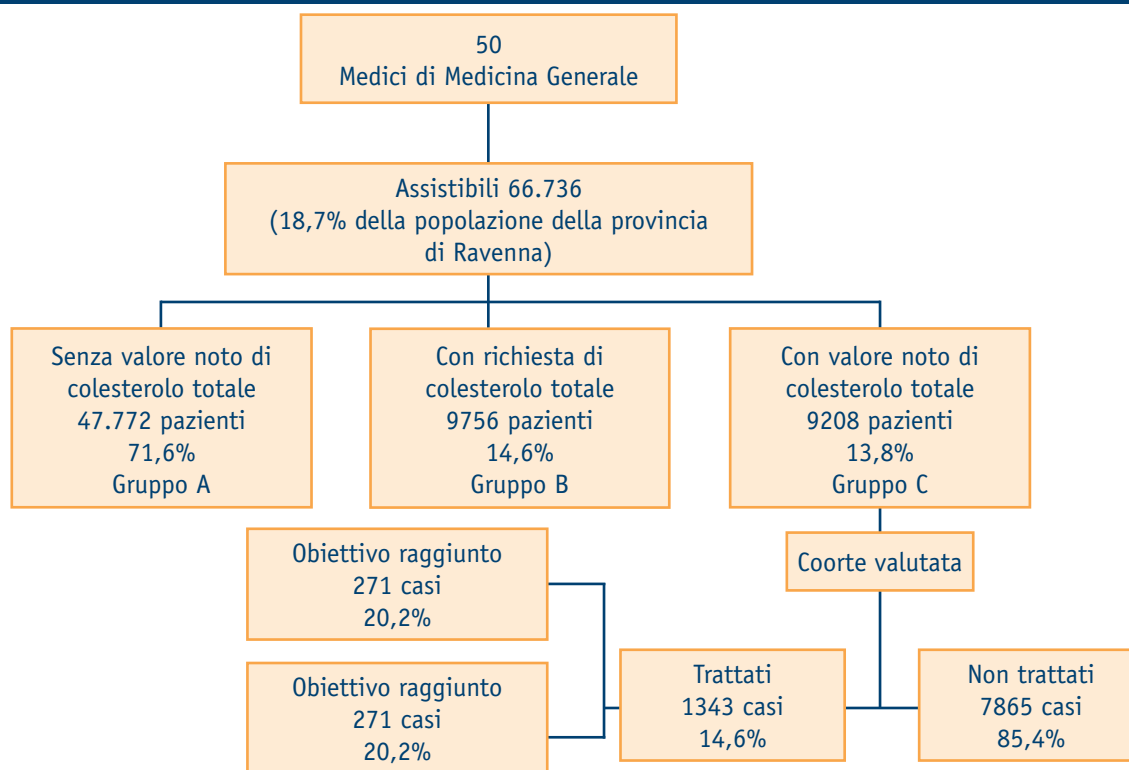 50
Medici di Medicina Generale
Assistibili 66.736
(18,7% della popolazione della provincia
di Ravenna)
Senza valore noto di
colesterolo totale
47.772 pazienti
71,6%
Gruppo A
Con richiesta di
colesterolo totale
9756 pazienti
14,6%
Gruppo B
Con valore noto di
colesterolo totale
9208 pazienti
13,8%
Gruppo C
Coorte valutata
Obiettivo raggiunto
271 casi
20,2%
Obiettivo raggiunto
271 casi
20,2%
Trattati
1343 casi
14,6%
Non trattati
7865 casi
85,4%